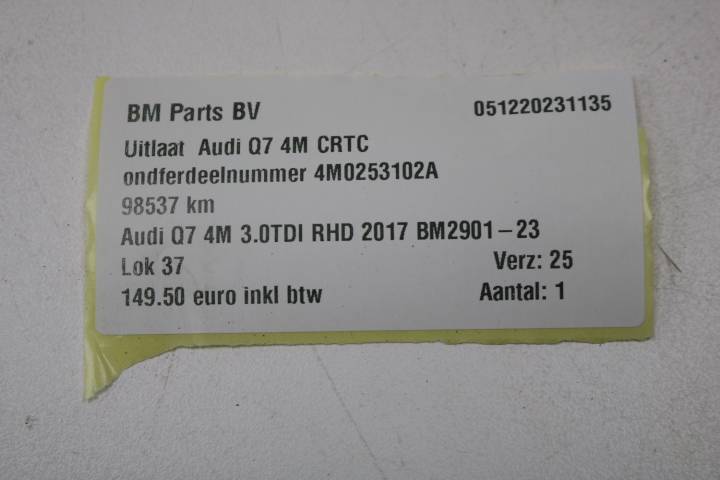 BM Parts BV 051220231135
Uitlaat Audi Q7 4M CRTC
ondferdeelnummer 4M0253102A
98537 km
Audi Q7 4M 3.0TDI RHD 2017 BM2901-23
Lok 37 Verz: 25
149.50 euro inkl btw Aantal: 1